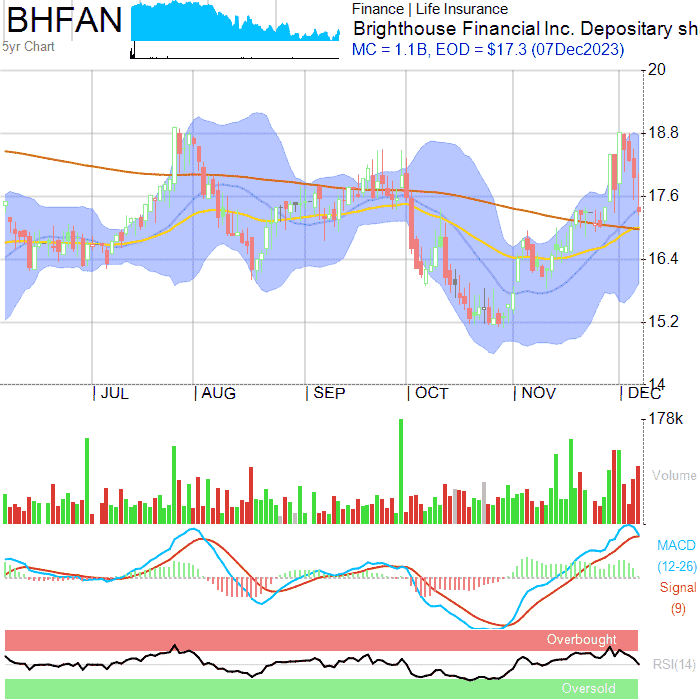 BHFAN
5yr Chart
Finance | Life Insurance
Brighthouse Financial Inc. Depositary sh
MC = 1.1B, EOD = $17.3 (07Dec2023)
20
18.8
17.6
16.4
15.2
14
JUL AUG SEP OCT NOV DEC
178k
Volume
MACD
(12-26)
Signal
(9)
Overbought
RSI(14)
Oversold